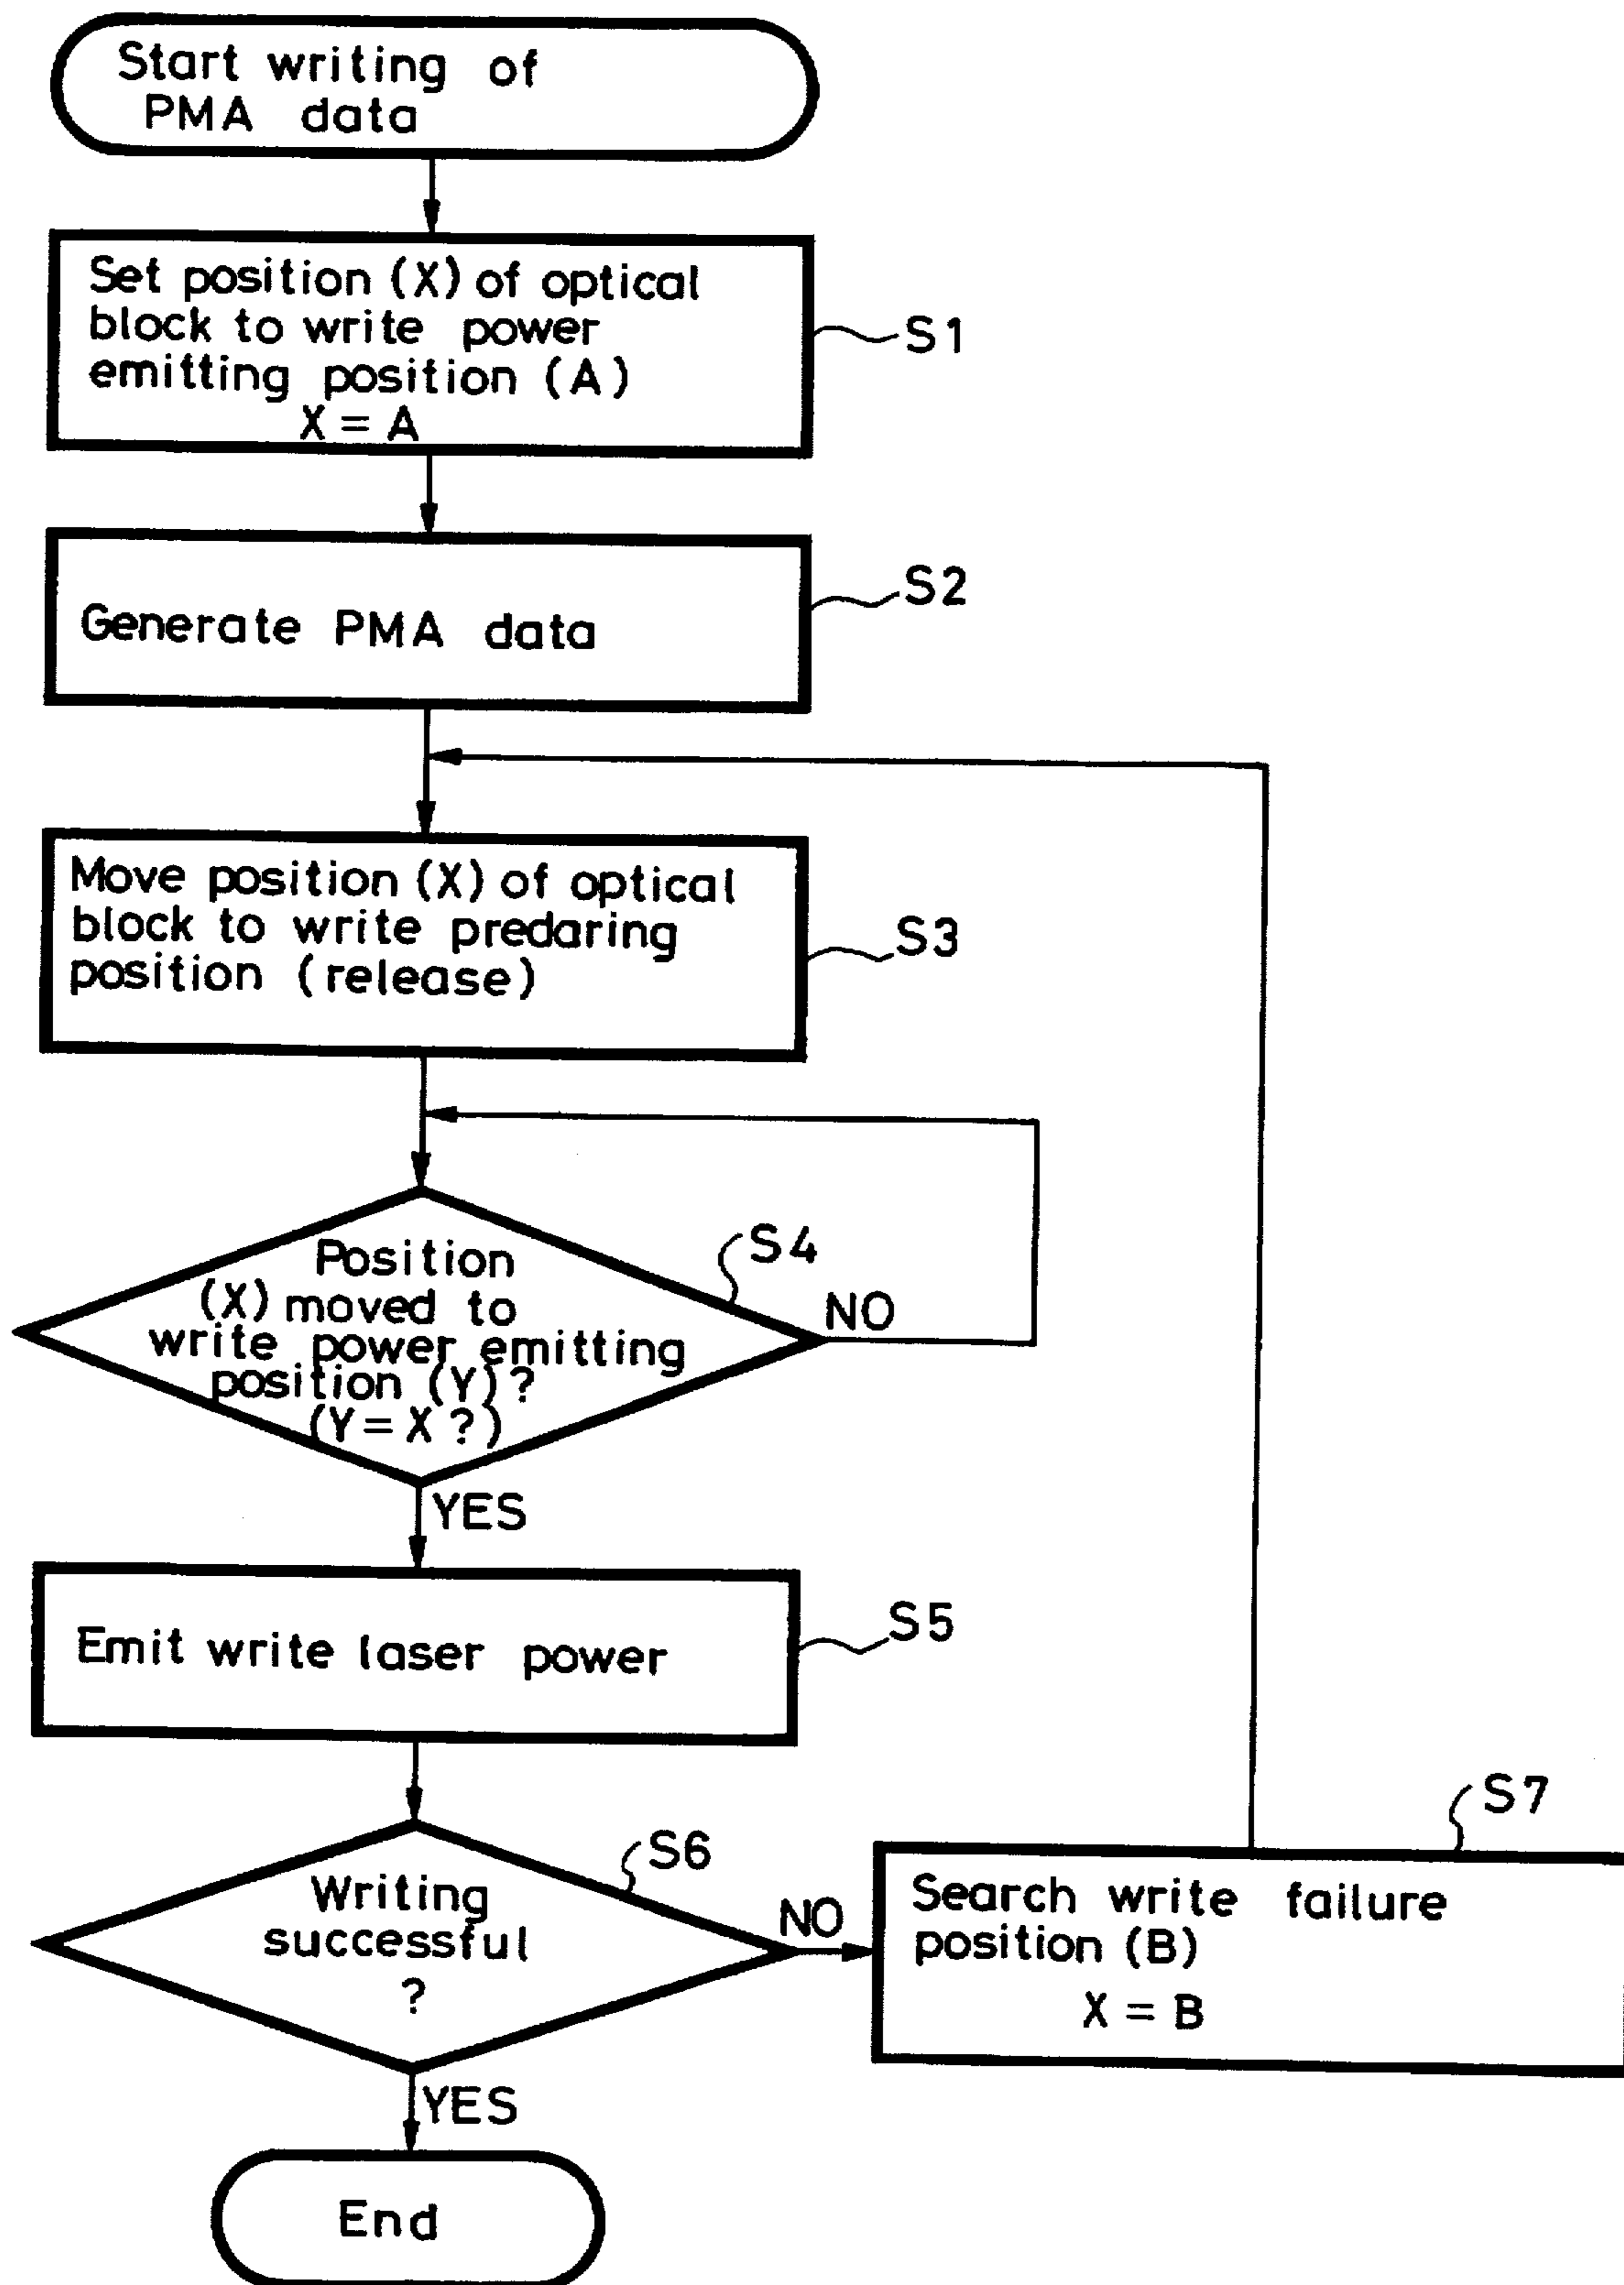 Start writing of
PMA data
Set position (X) of optical
block to write power
emitting position (A)
X = A
S1
Generate PMA data
S2
Move position (X) of optical
block to write predaring
position (release)
S3
Position
(X) moved to
write power emitting
position (Y)?
(Y = X ?)
S4
NO
YES
Emit write laser power
S5
Writing
successful
?
S6
NO
Search write failure
position (B)
X = B
S7
YES
End